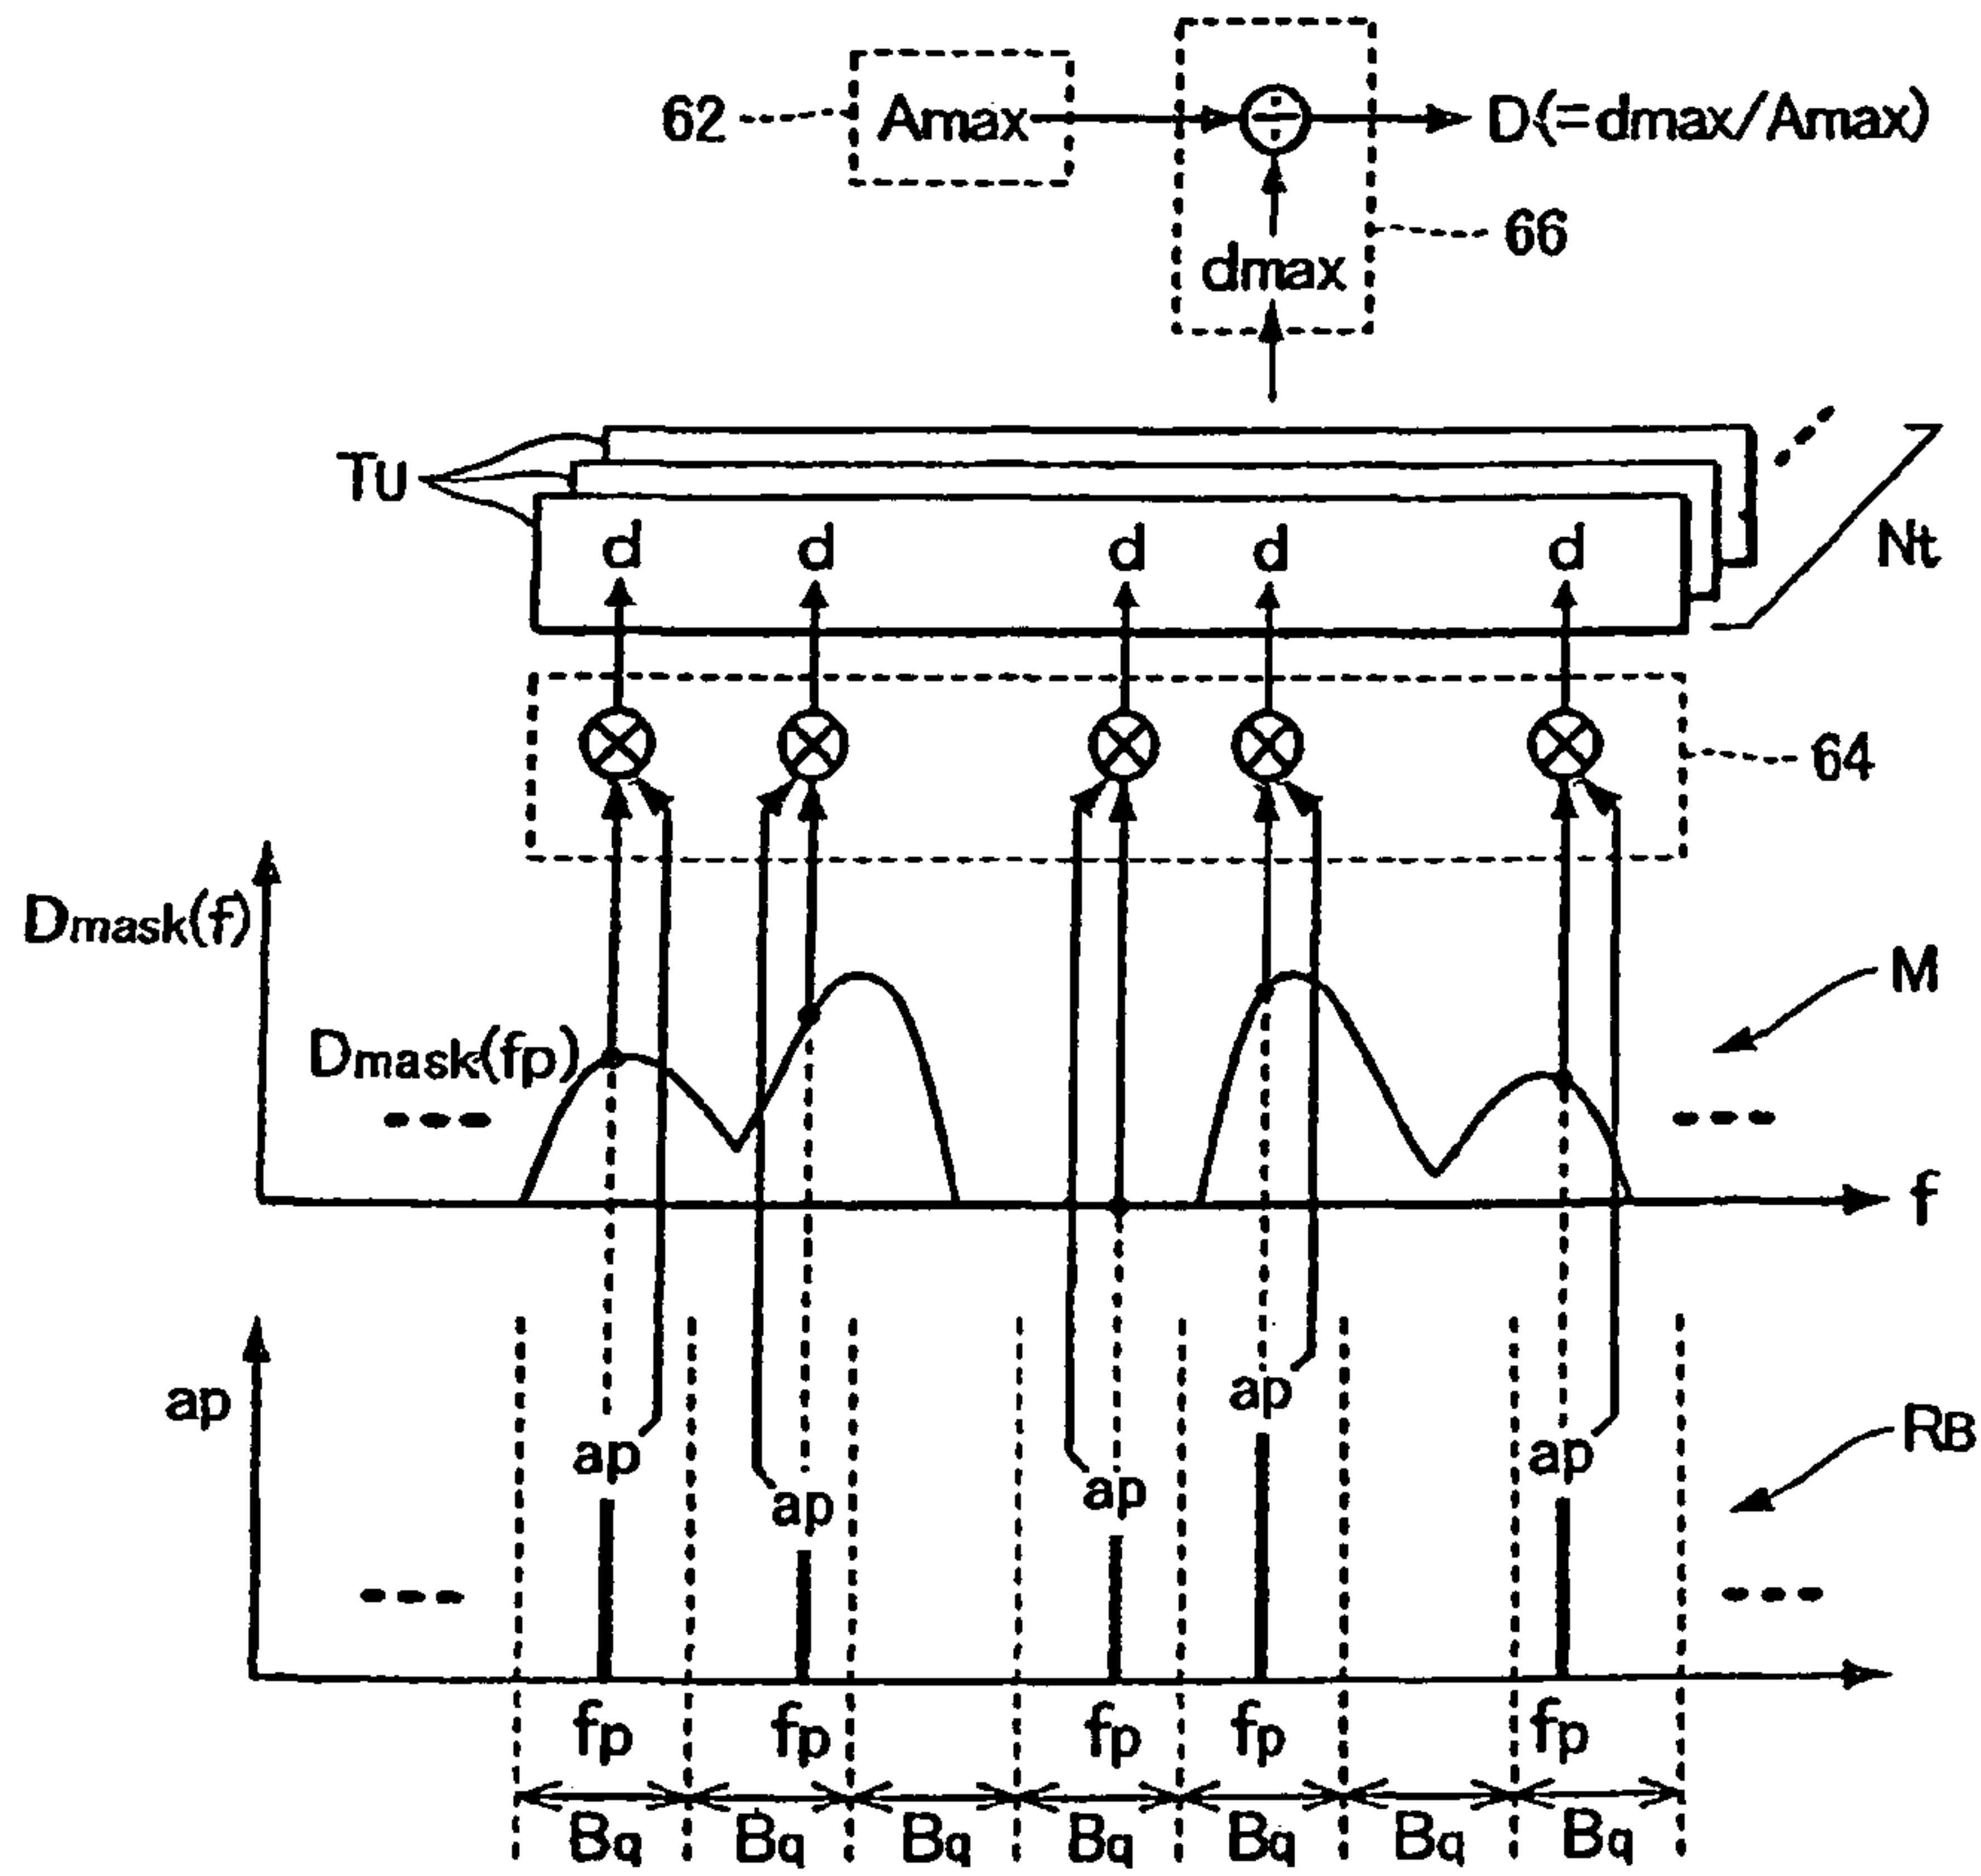 62
Amax
D(=dmax/Amax)
66
dmax
TU
Nt
d d d d d
64
Dmask(f)
M
Dmask(fp)
f
ap
ap ap ap ap ap
RB
fp fp fp fp fp
Bq Bq Bq Bq Bq Bq Bq